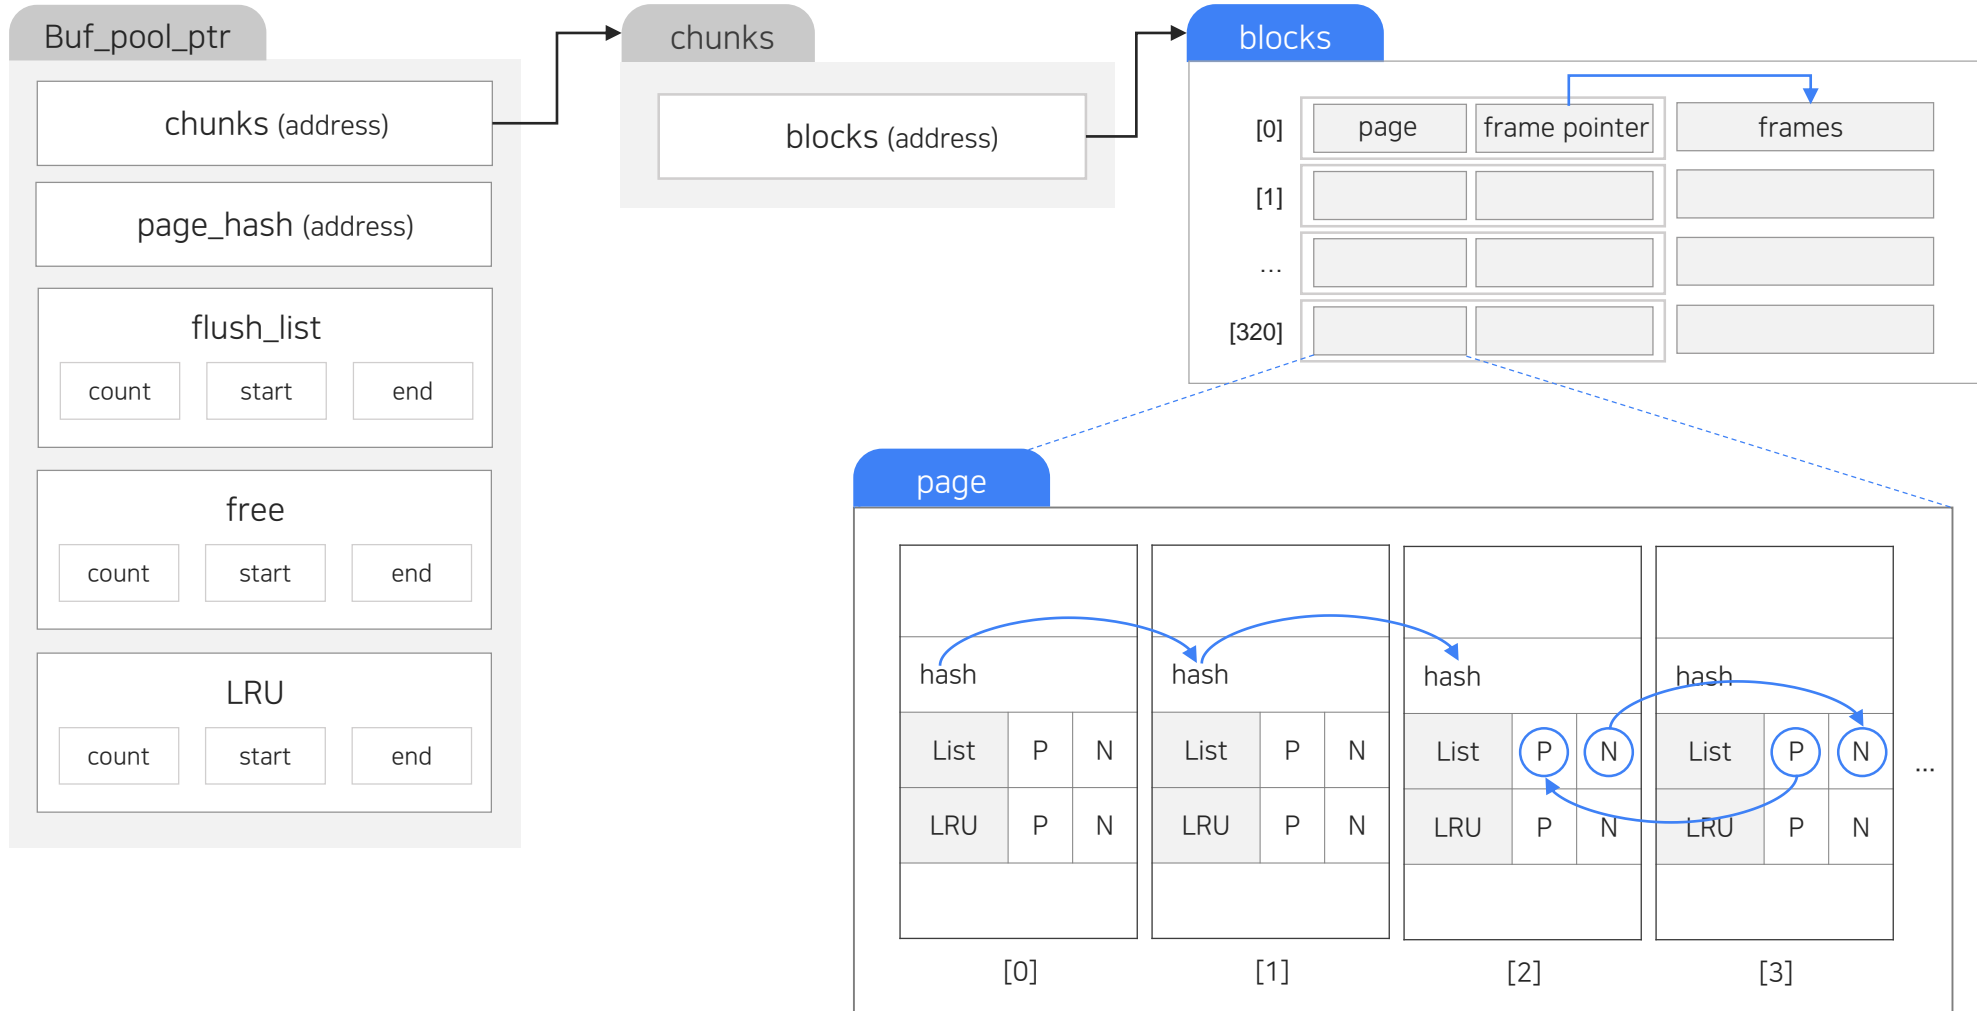 Buf_pool_ptr
chunks (address)
page_hash (address)
flush_list
count start end
free
count start end
LRU
count start end
chunks
blocks (address)
blocks
[0] page frame pointer frames
[1]
...
[320]
page
hash hash hash hash
List P N List P N List P N List P N
...
LRU P N LRU P N LRU P N LRU P N
[0] [1] [2] [3]